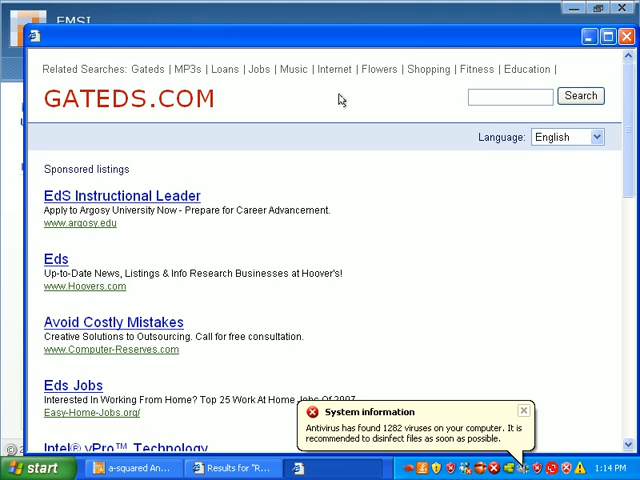 EMSI
Related Searches: Gateds | MP3s | Loans | Jobs | Music | Internet | Flowers | Shopping | Fitness | Education |
GATEDS.COM
Search
Language: English
Sponsored listings
EdS Instructional Leader
Apply to Argosy University Now - Prepare for Career Advancement.
www.argosy.edu
Eds
Up-to-Date News, Listings & Info Research Businesses at Hoover's!
www.Hoovers.com
Avoid Costly Mistakes
Creative Solutions to Outsourcing. Call for free consultation.
www.Computer-Reserves.com
Eds Jobs
Interested In Working From Home? Top 25 Work At Home Jobs Of 2007
Easy-Home-Jobs.org/
Intel® vPro™ Technology
System information
Antivirus has found 1282 viruses on your computer. It is
recommended to disinfect files as soon as possible.
start
a-squared An...
Results for "R...
1:14 PM